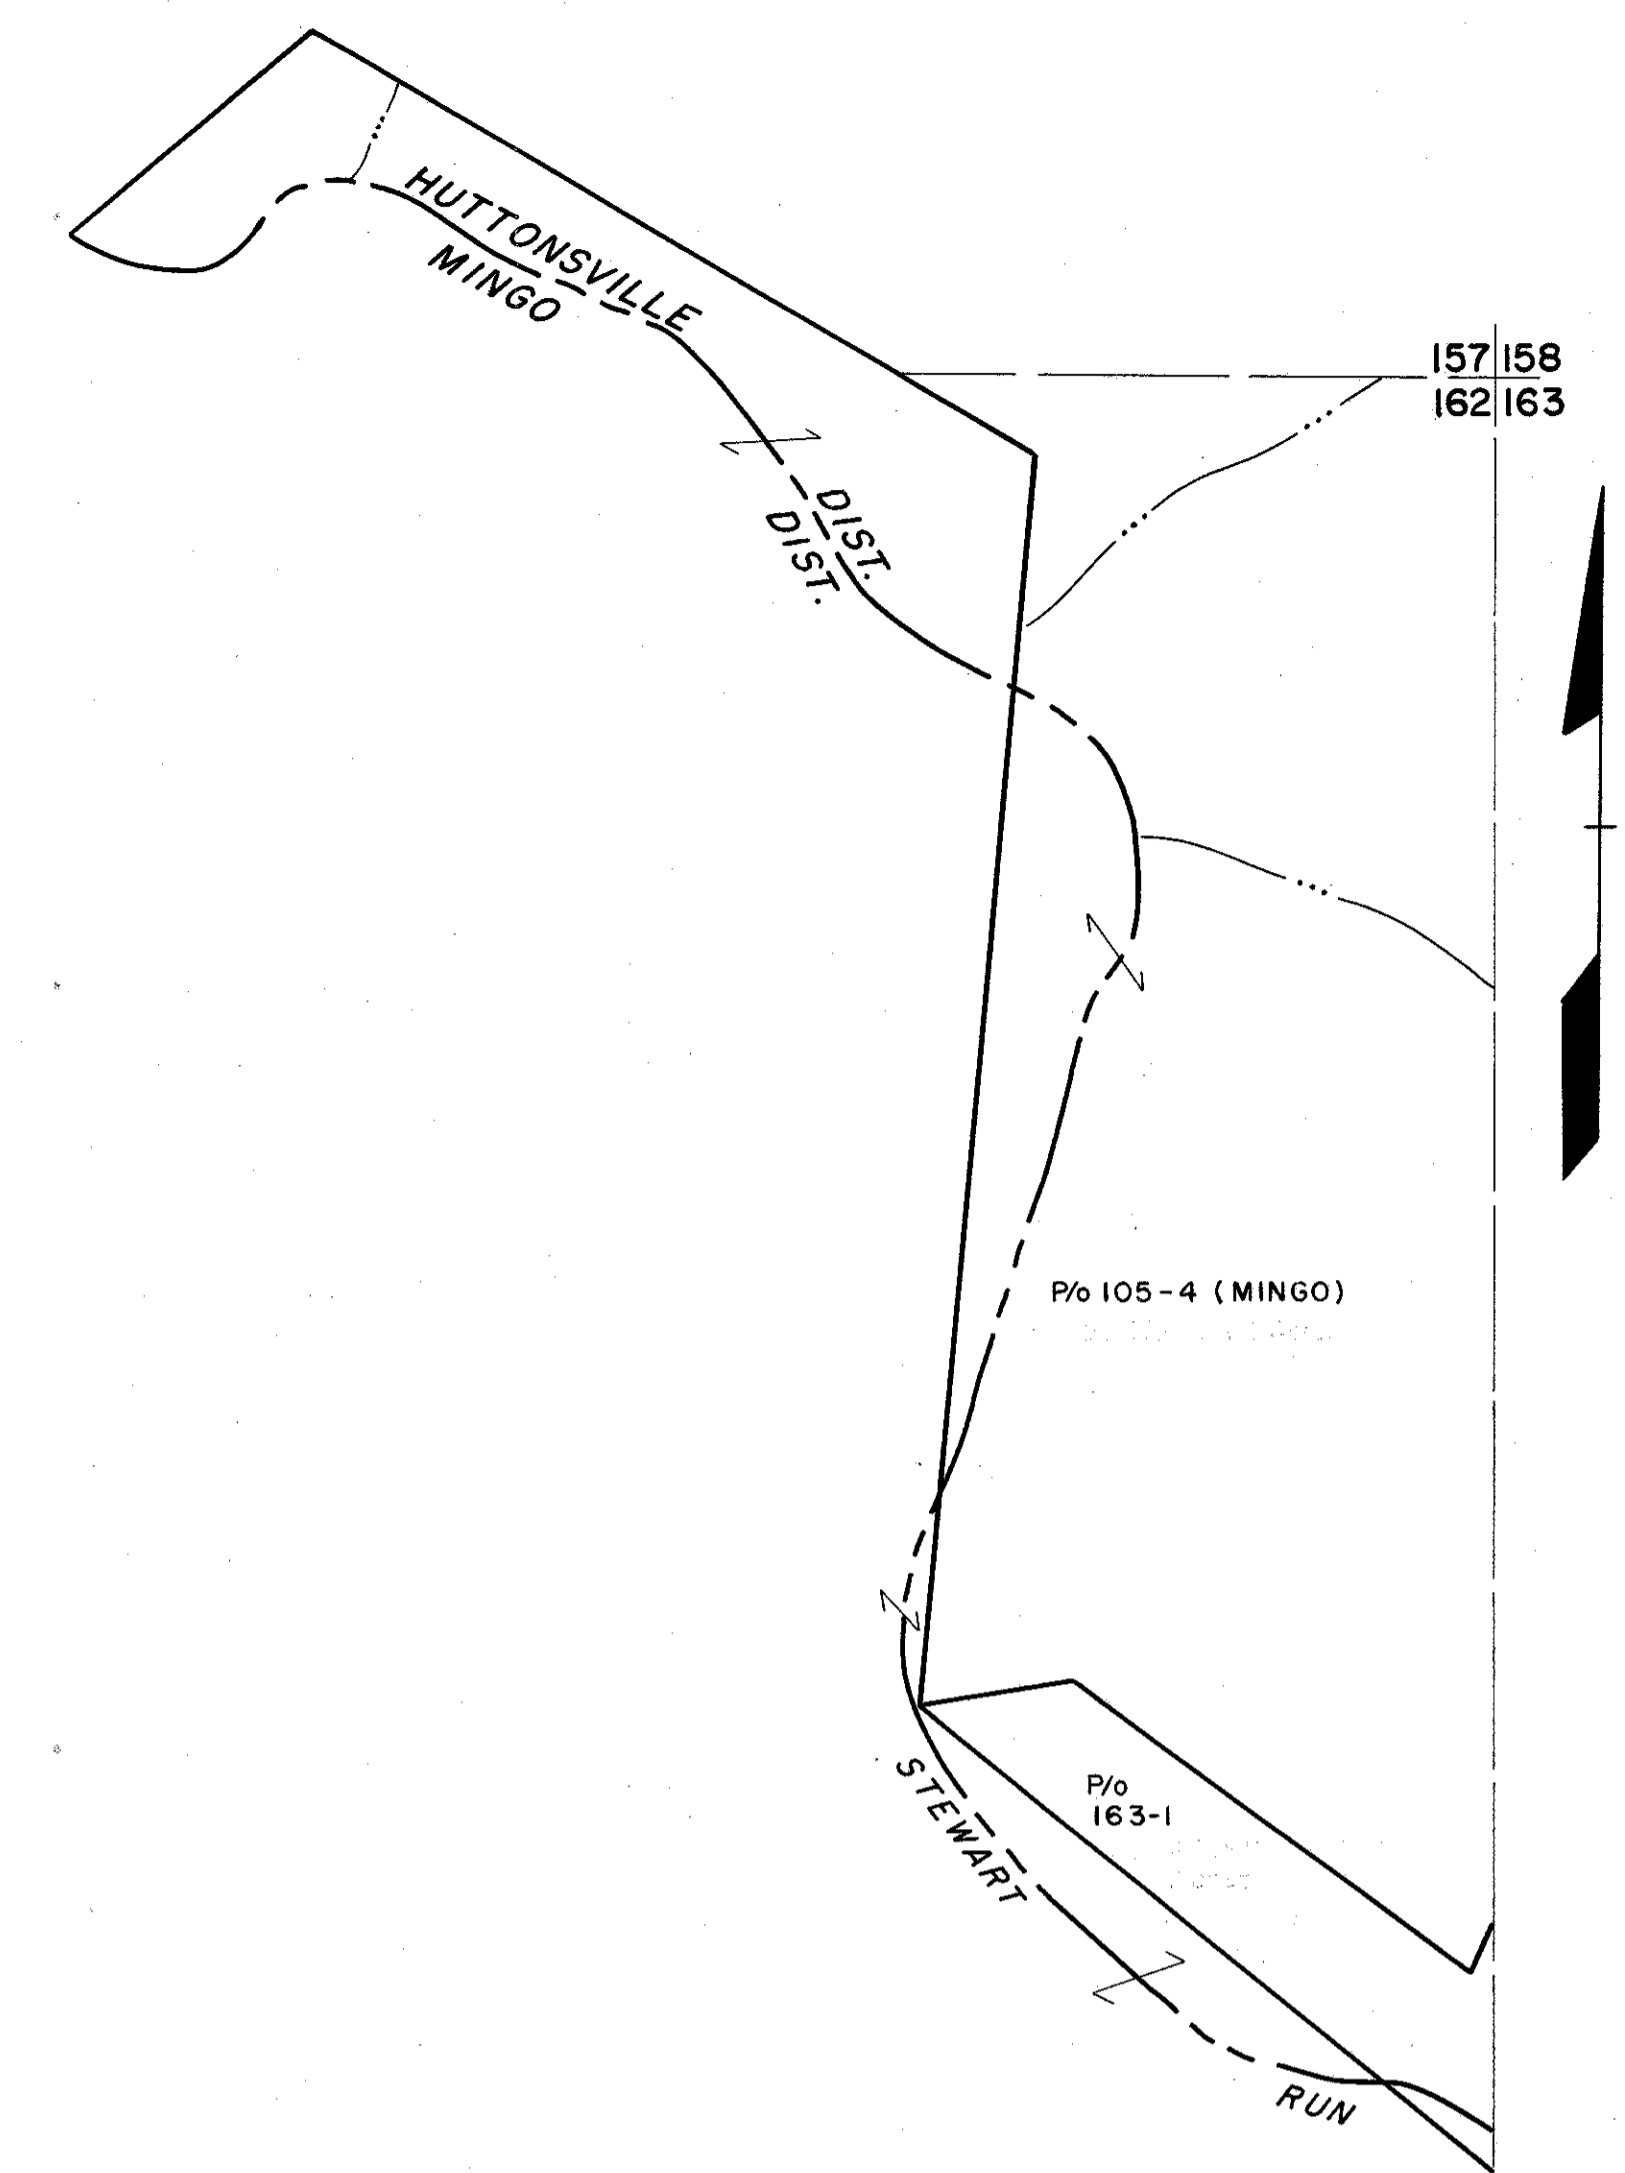 HUTTONSVILLE
MINGO
157 158
162 163
DIST.
DIST.
P/o 105-4 (MINGO)
P/o
163-1
STEWART
RUN